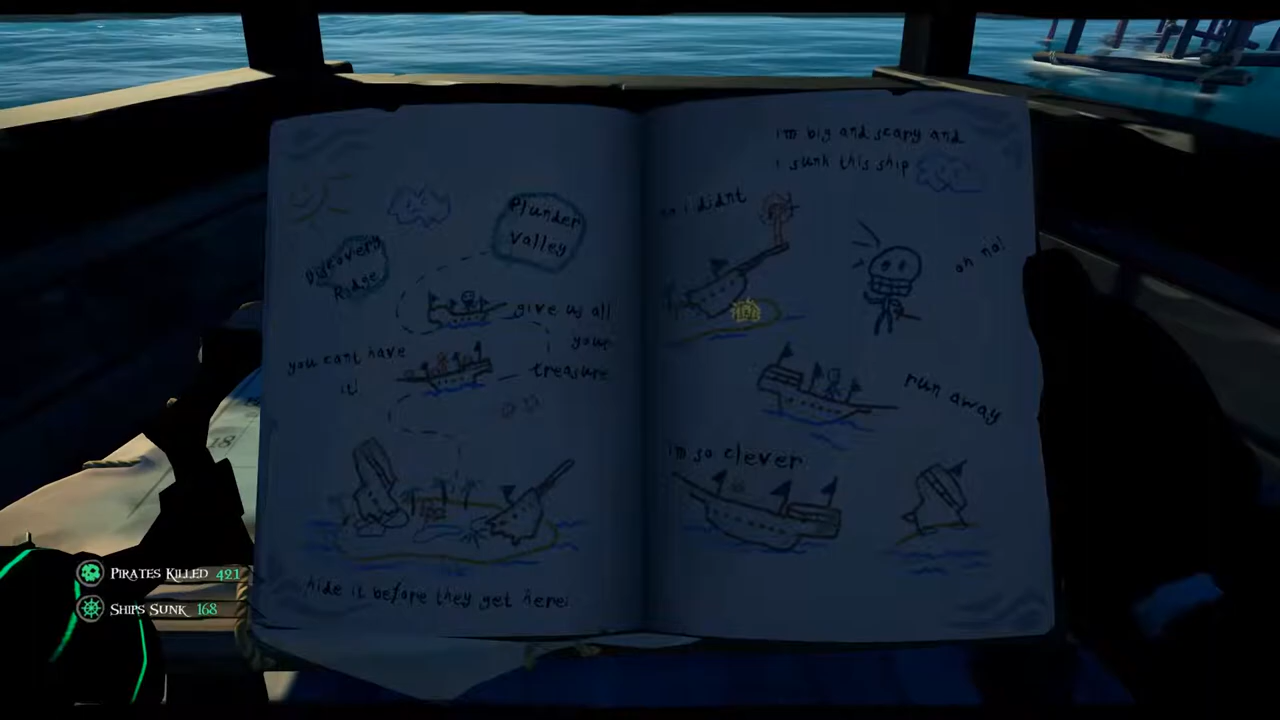 Plunder
Valley
Discovery
Ridge
give us all
your
treasure
you cant have
it!
hide it before they get here!
im big and scary and
i sunk this ship
no i didnt
oh no!
run away
im so clever
18
PIRATES KILLED 421
SHIPS SUNK 168